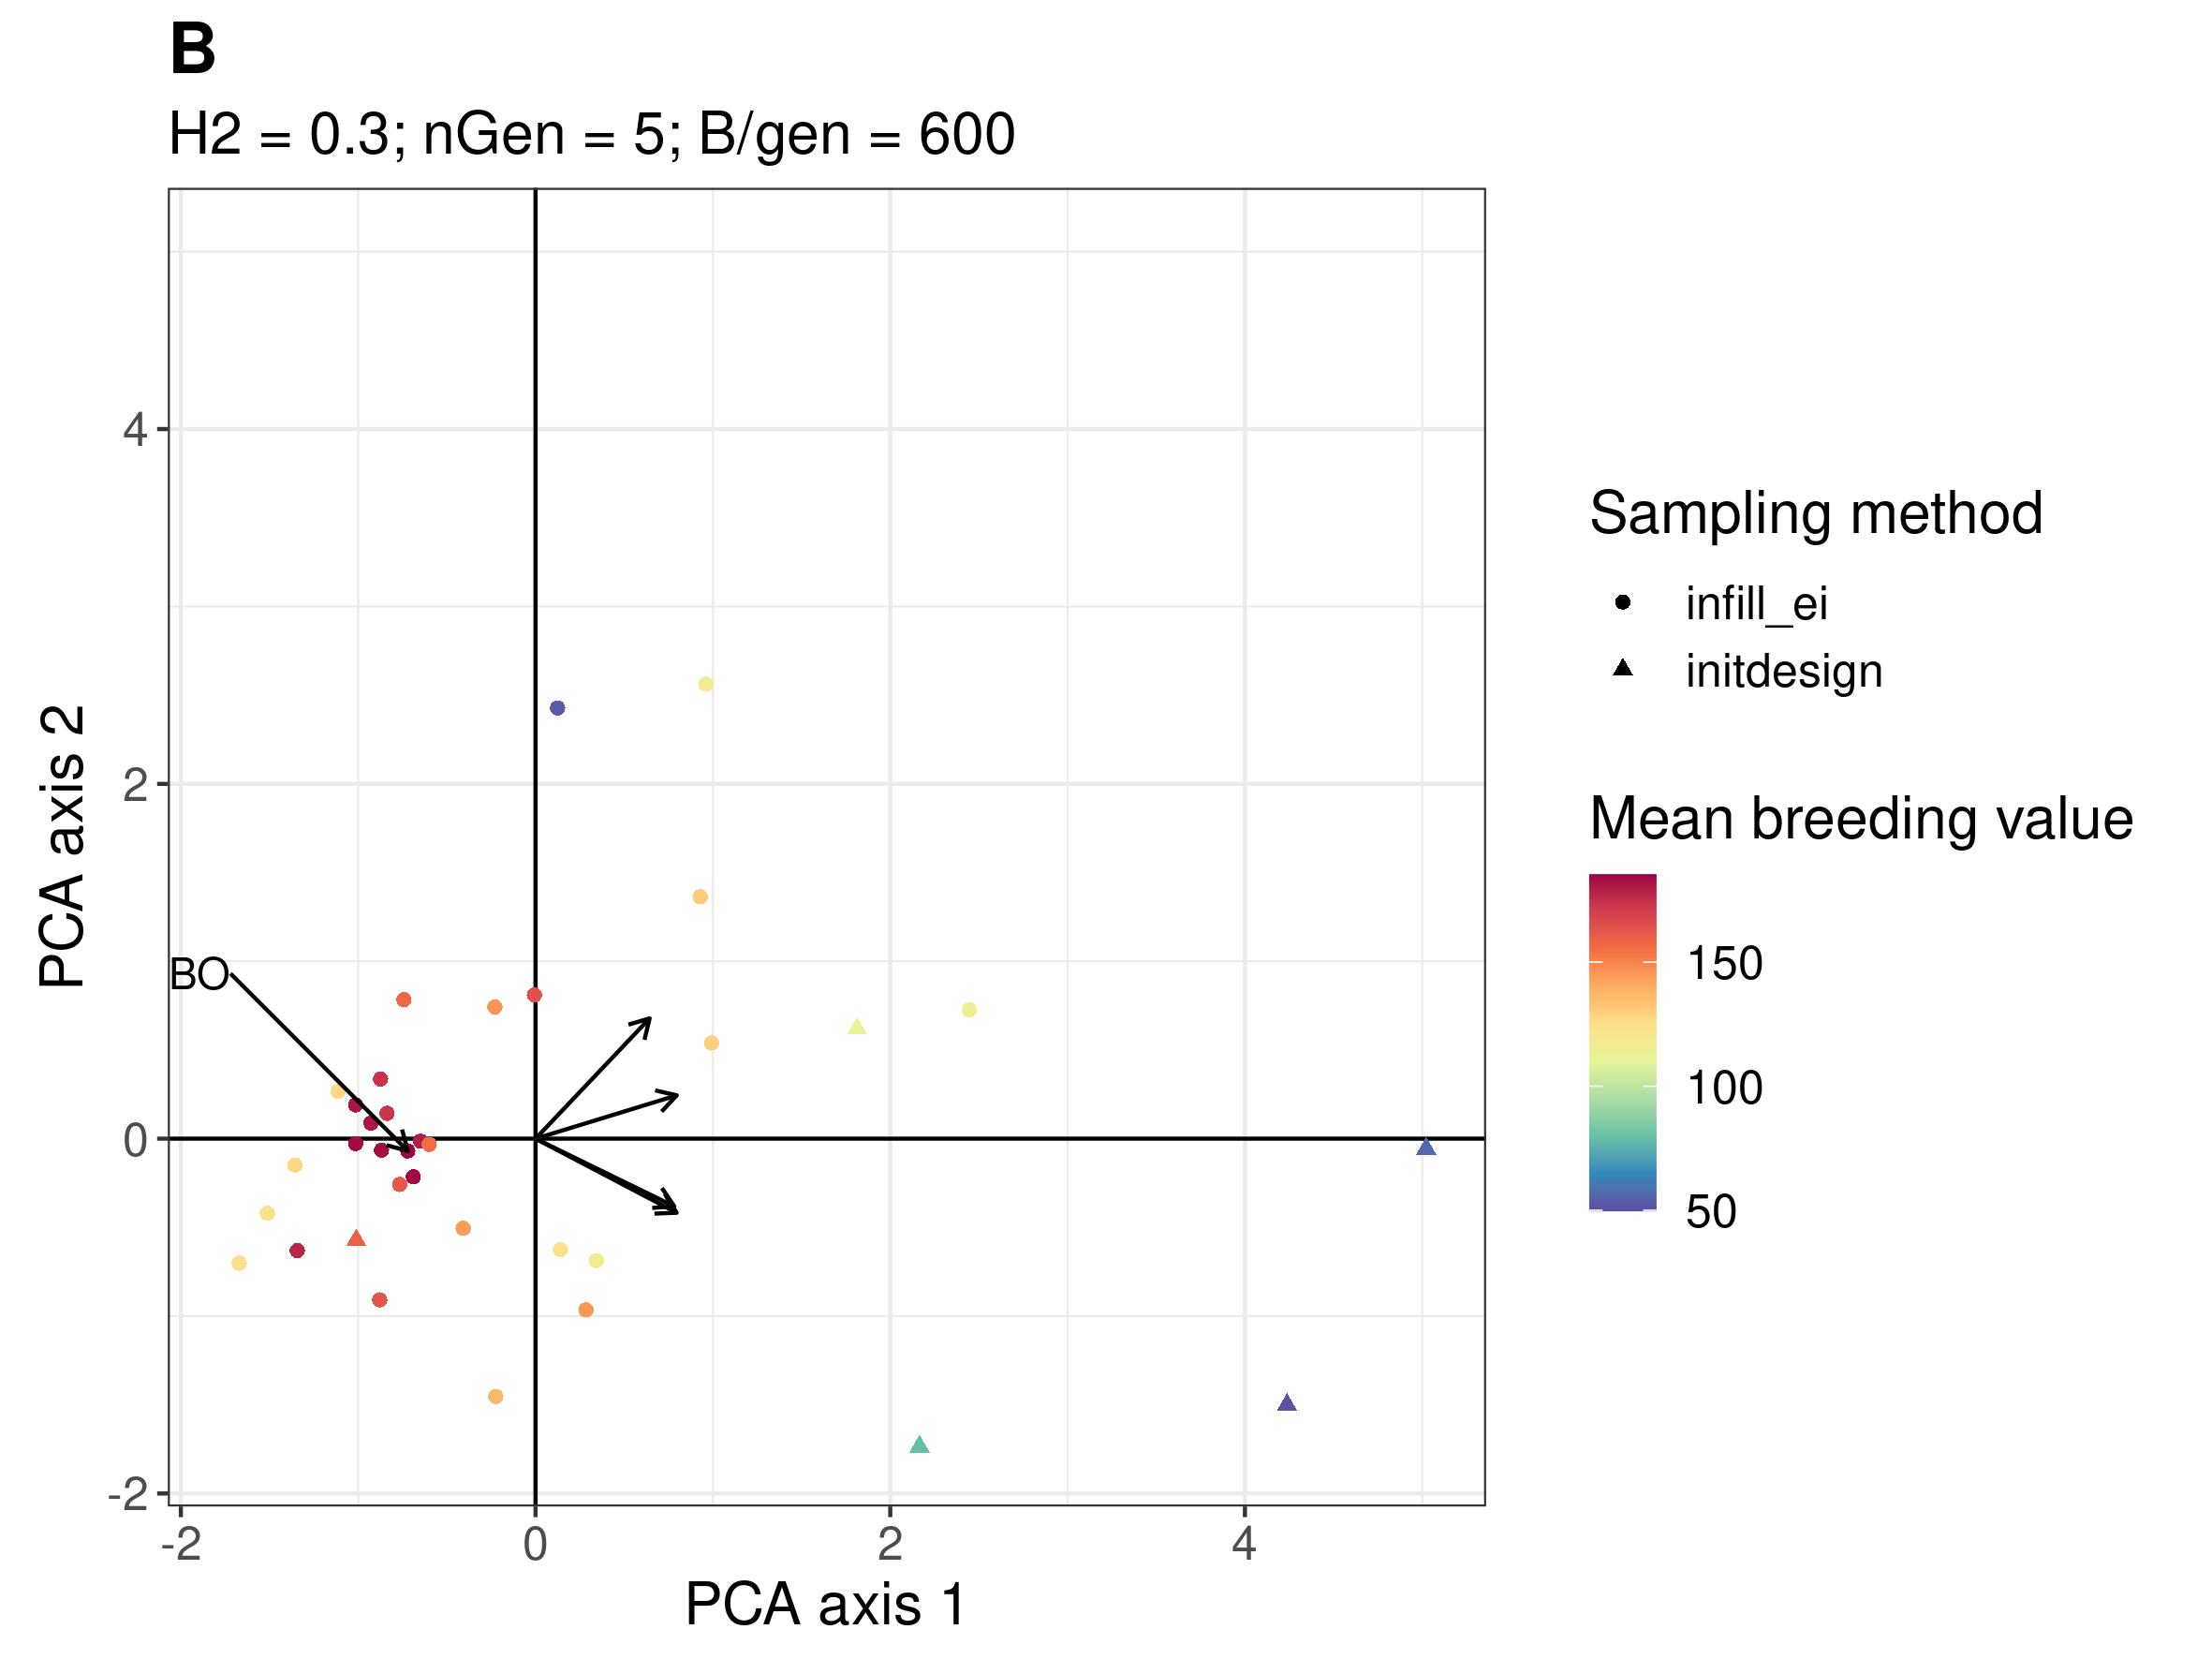 B
H2 = 0.3; nGen = 5; B/gen = 600
PCA axis 2
4
2
0
-2
BO
-2
0
2
4
PCA axis 1
Sampling method
infill_ei
initdesign
Mean breeding value
150
100
50